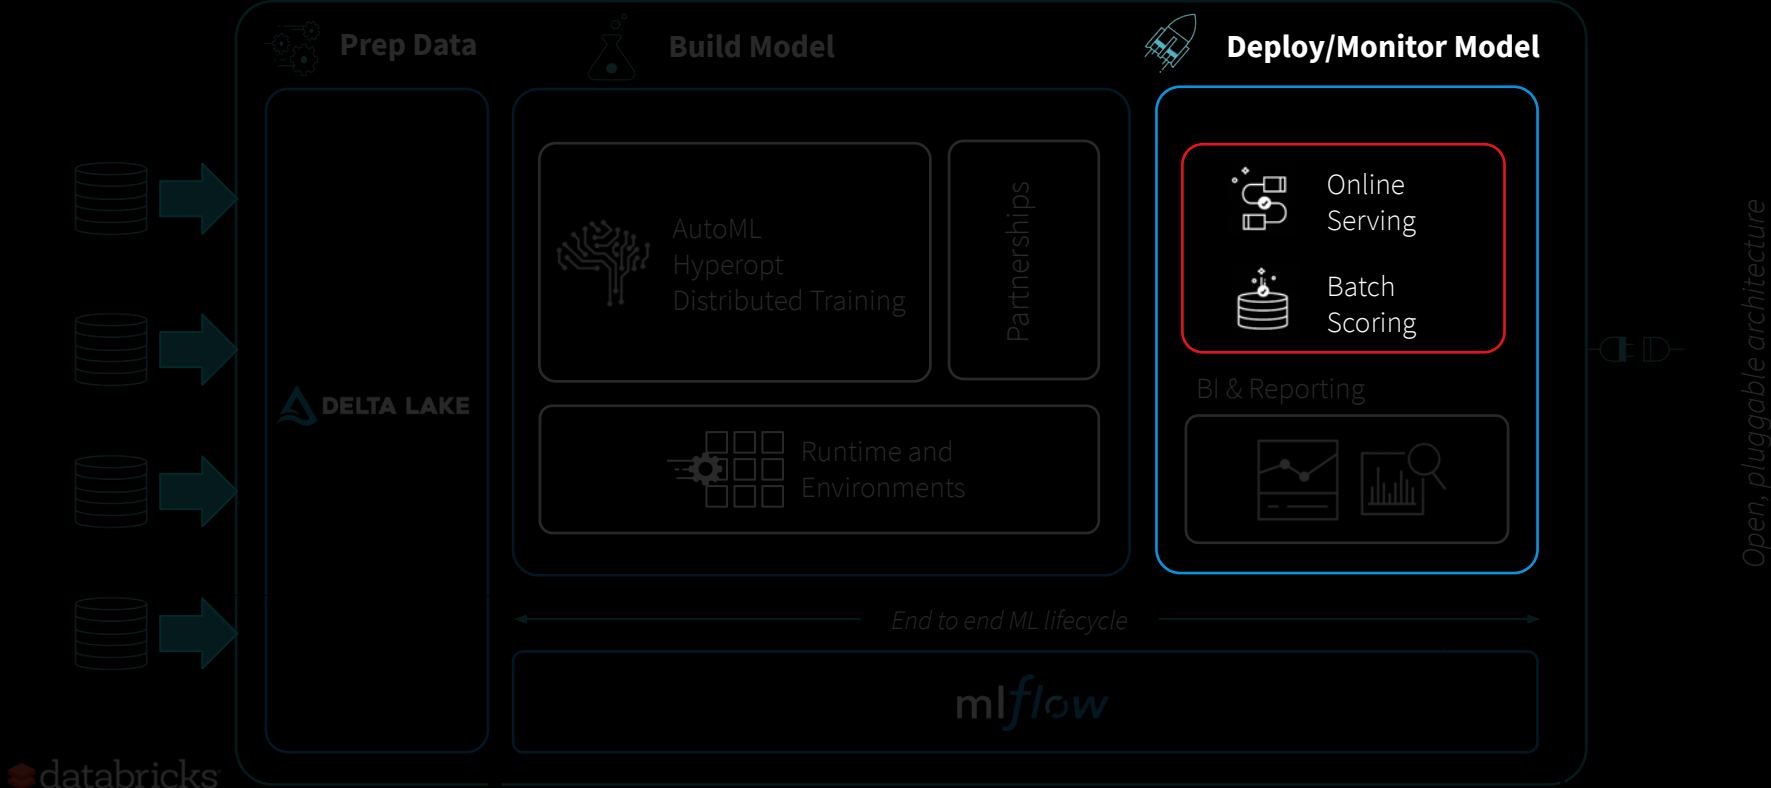 Prep Data
Build Model
Deploy/Monitor Model
DELTA LAKE
AutoML
Hyperopt
Distributed Training
Partnerships
Runtime and
Environments
Online
Serving
Batch
Scoring
BI & Reporting
End to end ML lifecycle
mlflow
Open, pluggable architecture
databricks